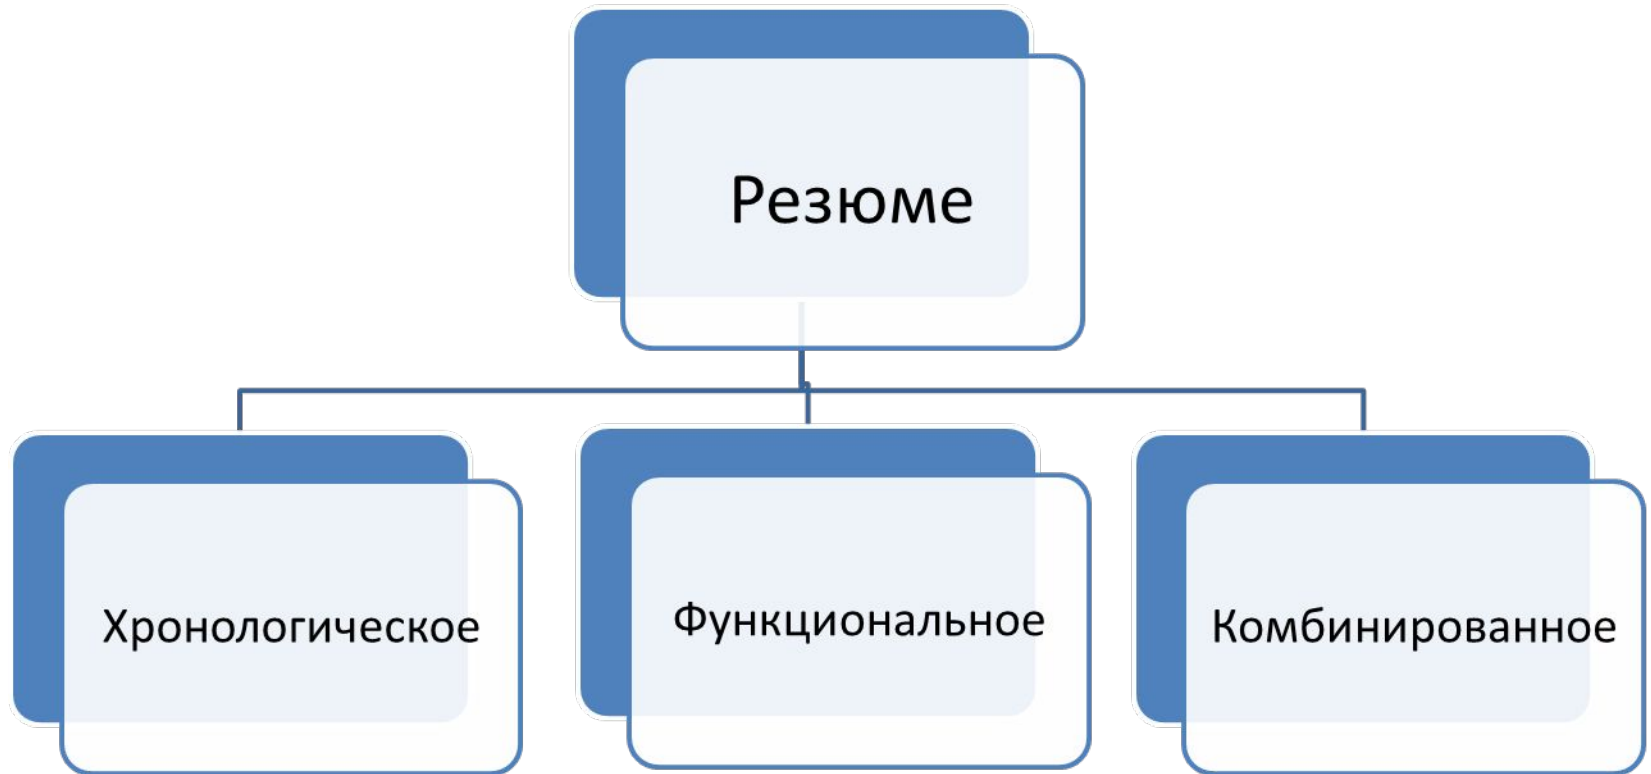 Резюме
Хронологическое
Функциональное
Комбинированное